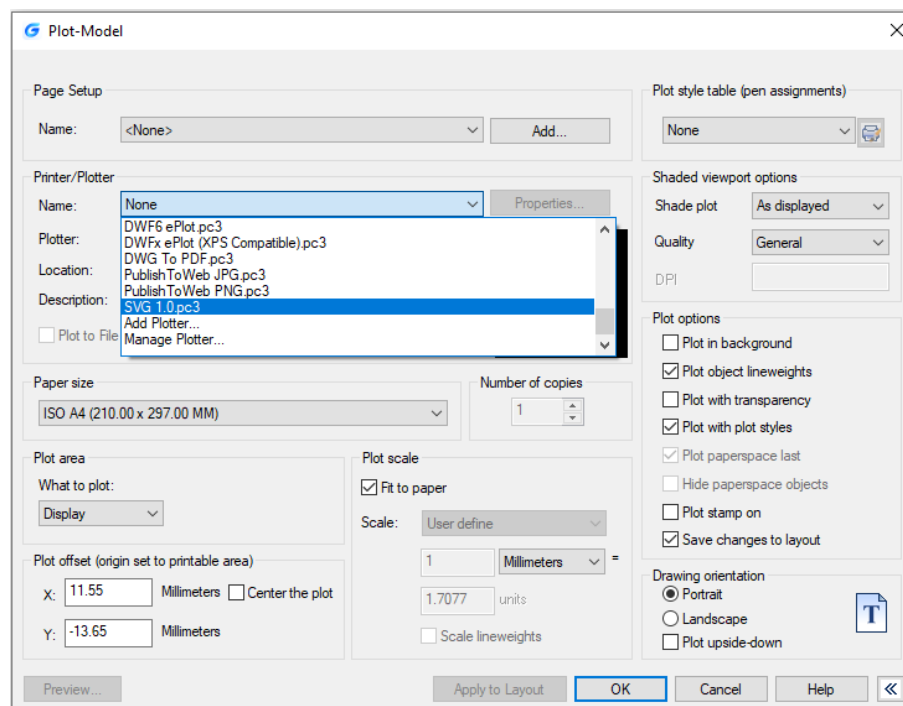 Plot-Model
Page Setup
Name: <None> Add...
Plot style table (pen assignments)
None
Printer/Plotter
Name: None Properties...
DWF6 ePlot.pc3
DWFx ePlot (XPS Compatible).pc3
DWG To PDF.pc3
PublishToWeb JPG.pc3
PublishToWeb PNG.pc3
SVG 1.0.pc3
Add Plotter...
Manage Plotter...
Plotter:
Location:
Description:
Plot to File
Shaded viewport options
Shade plot As displayed
Quality General
DPI
Paper size
ISO A4 (210.00 x 297.00 MM)
Number of copies
1
Plot options
Plot in background
Plot object lineweights
Plot with transparency
Plot with plot styles
Plot paperspace last
Hide paperspace objects
Plot stamp on
Save changes to layout
Plot area
What to plot:
Display
Plot scale
Fit to paper
Scale: User define
1 Millimeters =
1.7077 units
Scale lineweights
Plot offset (origin set to printable area)
X: 11.55 Millimeters Center the plot
Y: -13.65 Millimeters
Drawing orientation
Portrait
Landscape
Plot upside-down
T
Preview... Apply to Layout OK Cancel Help